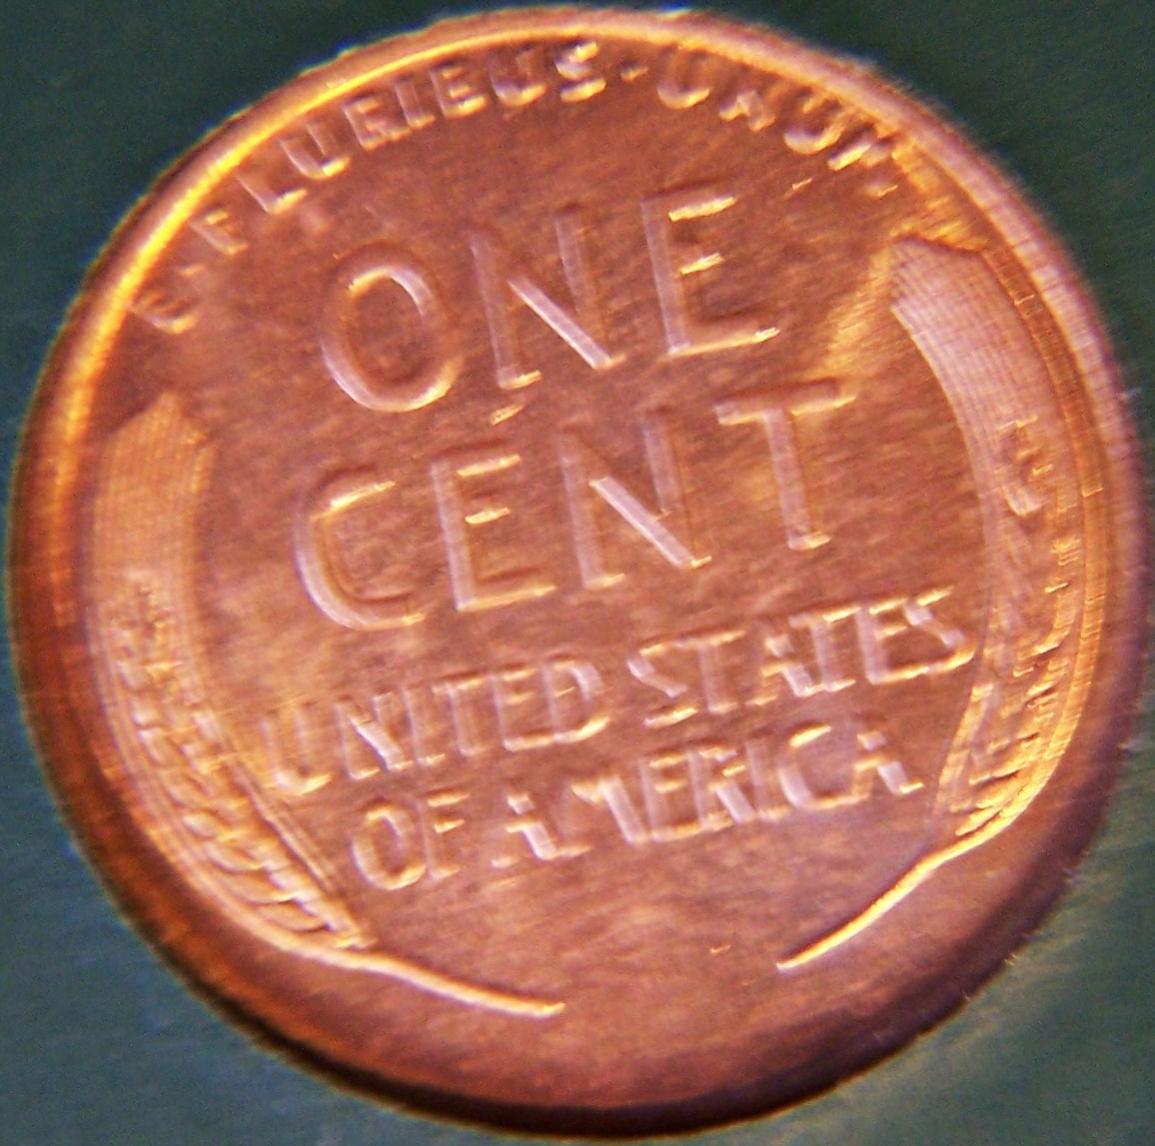 E·PLURIBUS·UNUM
ONE
CENT
UNITED STATES
OF AMERICA